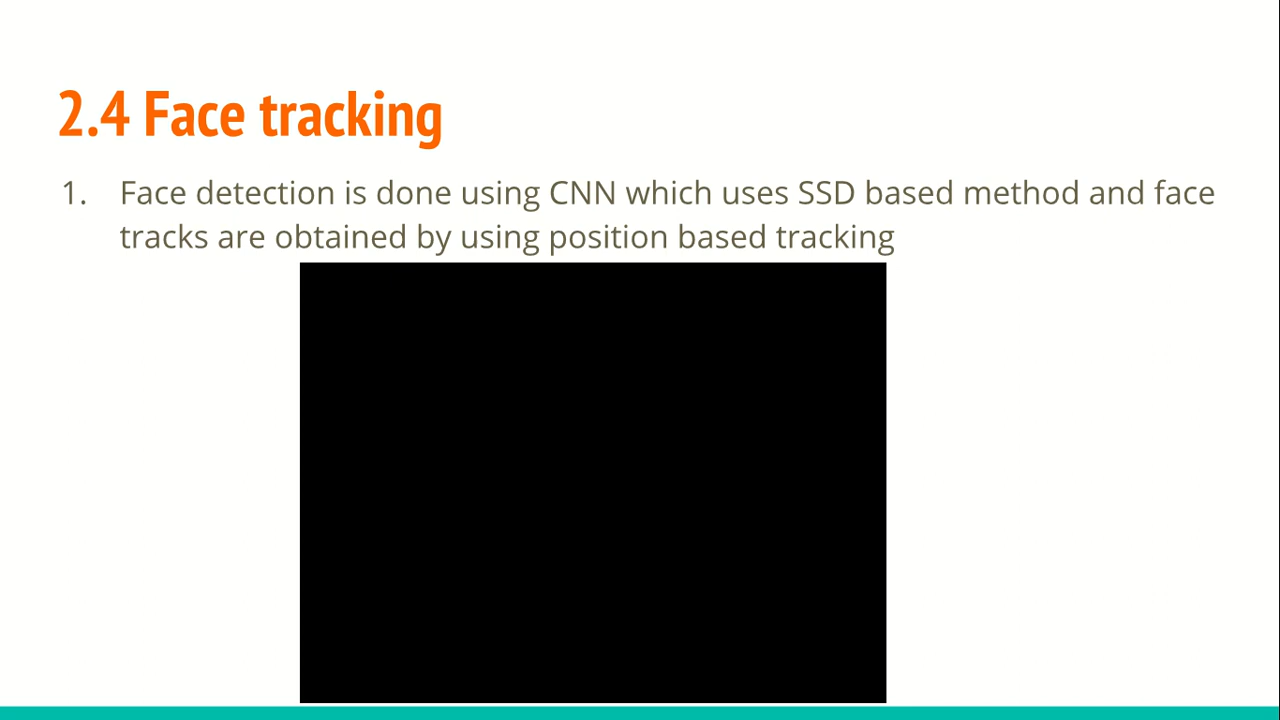 2.4 Face tracking
1. Face detection is done using CNN which uses SSD based method and face
tracks are obtained by using position based tracking